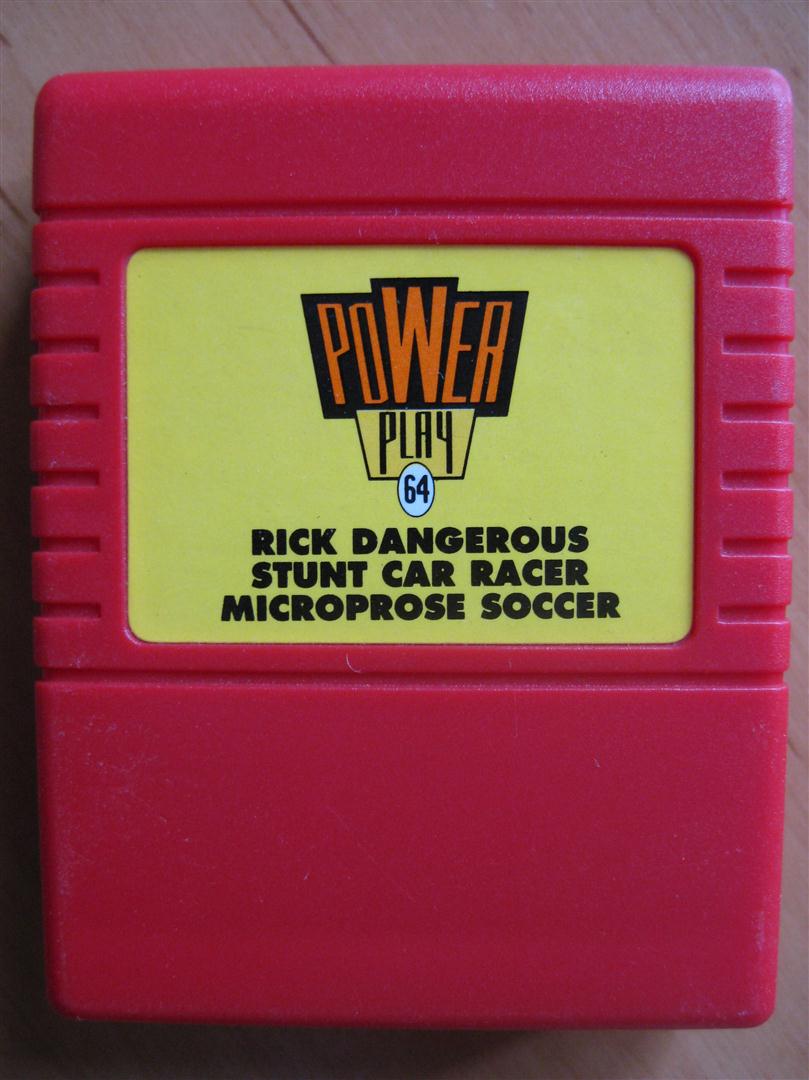 POWER
PLAY
64
RICK DANGEROUS
STUNT CAR RACER
MICROPROSE SOCCER